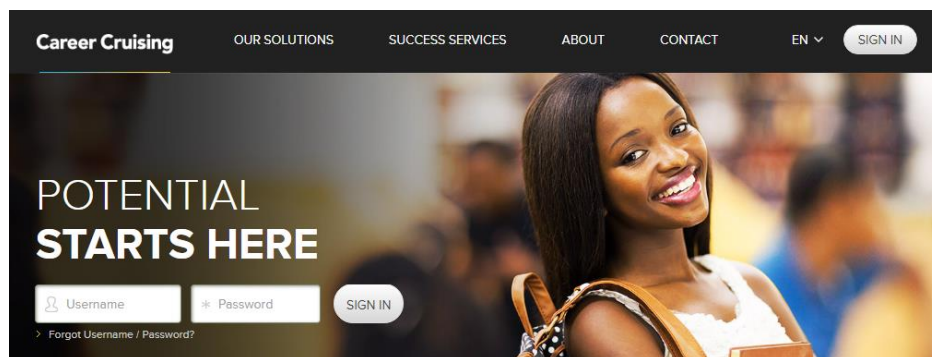 Career Cruising
OUR SOLUTIONS
SUCCESS SERVICES
ABOUT
CONTACT
EN
SIGN IN
POTENTIAL
STARTS HERE
Username
* Password
SIGN IN
> Forgot Username / Password?